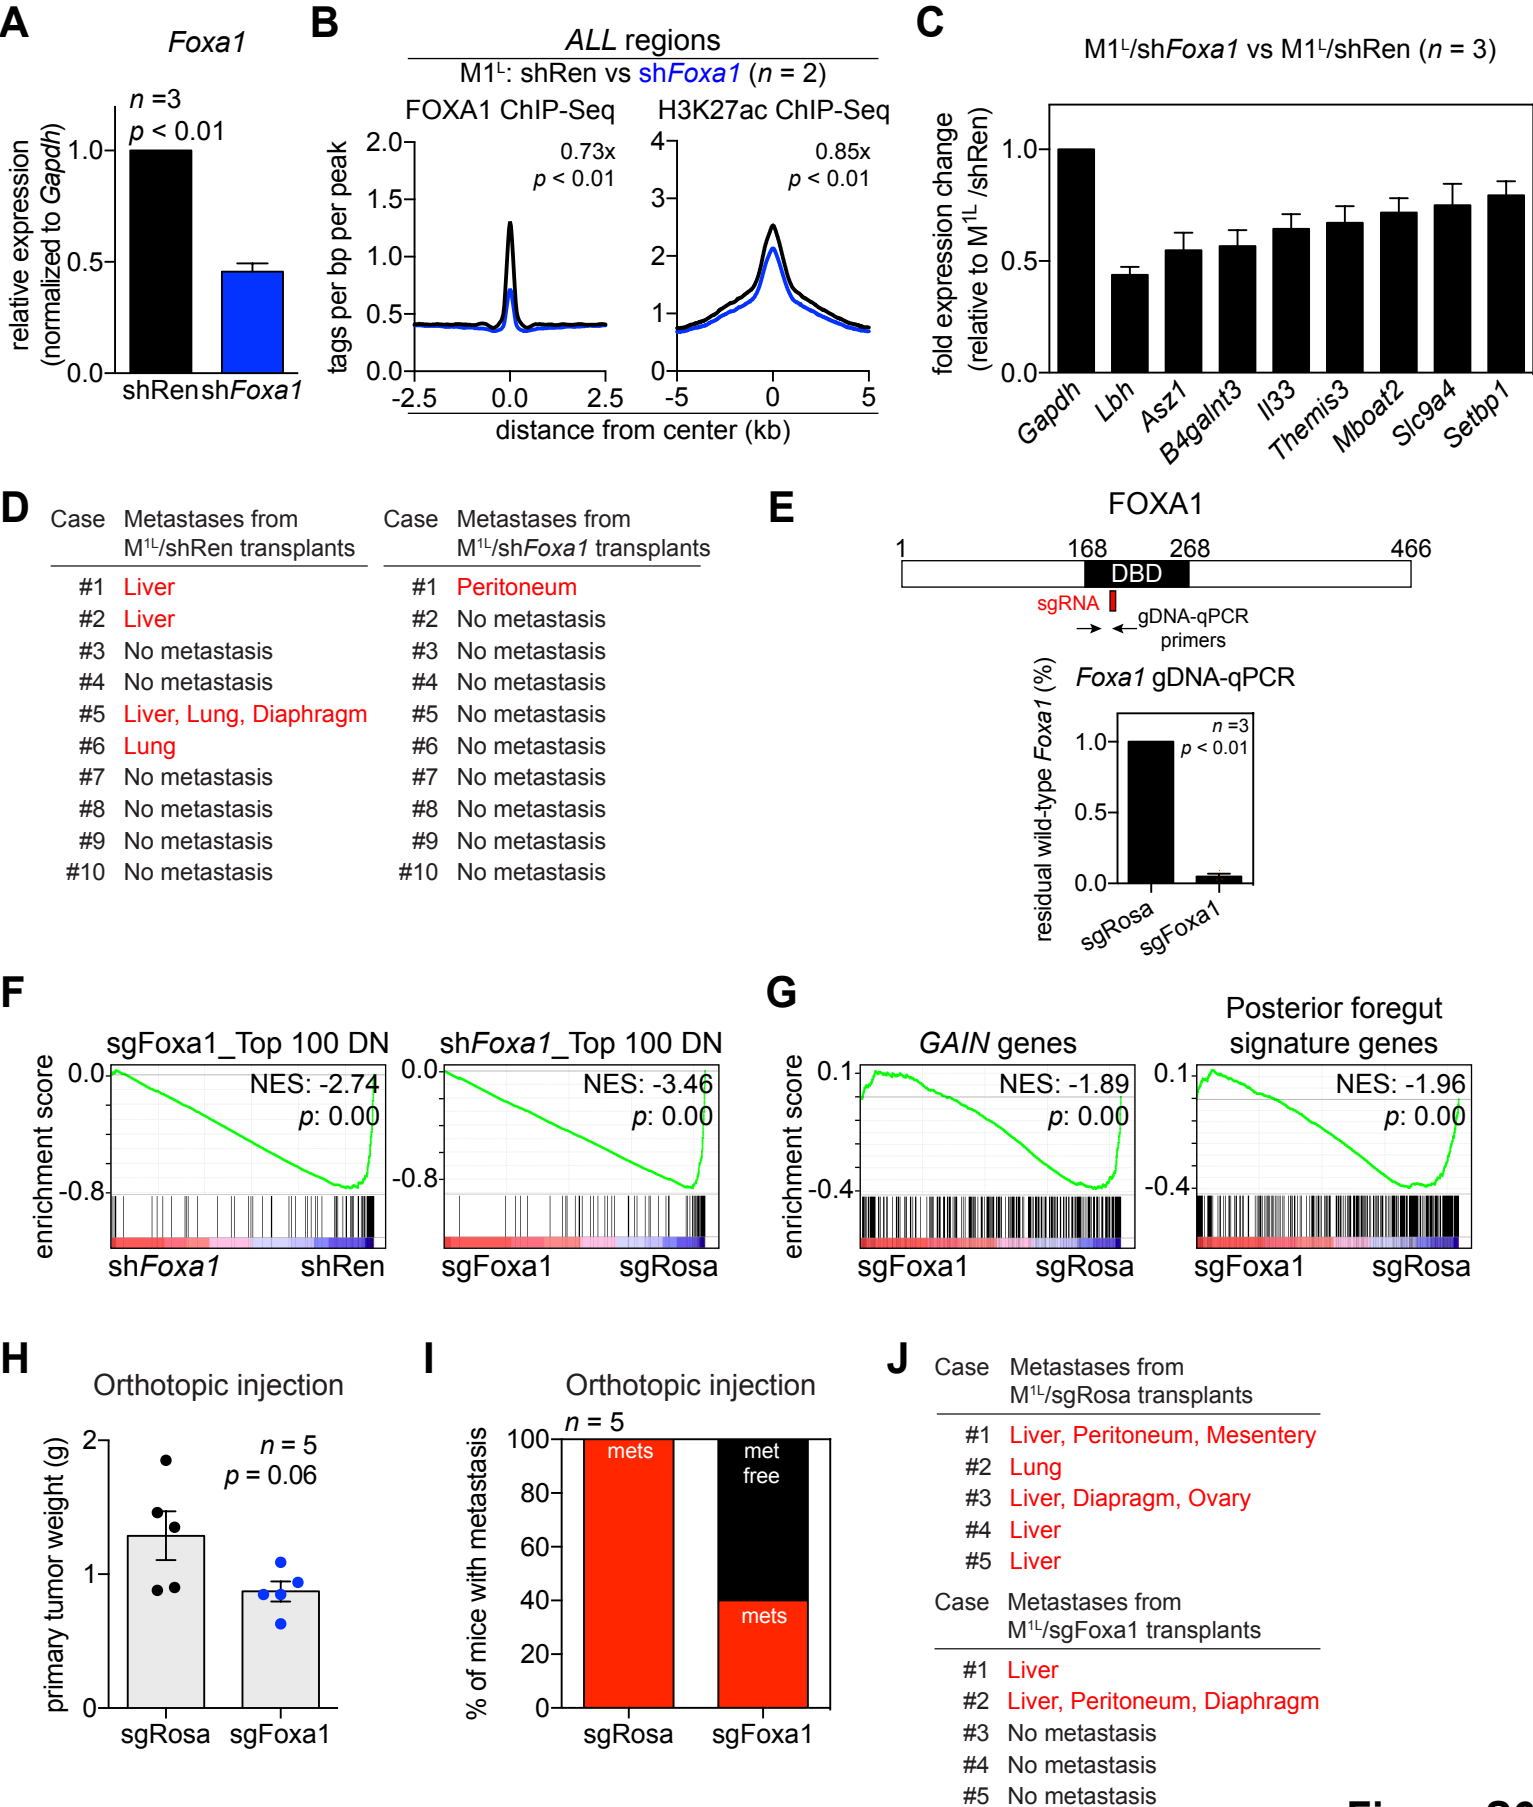 A
Foxa1
n =3
p < 0.01
relative expression
(normalized to Gapdh)
1.0
0.5
0.0
shRen shFoxa1
B
ALL regions
M1ᴸ: shRen vs shFoxa1 (n = 2)
FOXA1 ChIP-Seq H3K27ac ChIP-Seq
tags per bp per peak
2.0
1.5
1.0
0.5
0.0
0.73x
p < 0.01
-2.5 0.0 2.5
4
3
2
1
0
0.85x
p < 0.01
-5 0 5
distance from center (kb)
C
M1ᴸ/shFoxa1 vs M1ᴸ/shRen (n = 3)
fold expression change
(relative to M¹ᴸ /shRen)
1.0
0.5
0.0
Gapdh
Lbh
Asz1
B4galnt3
Il33
Themis3
Mboat2
Slc9a4
Setbp1
D
Case Metastases from
M¹ᴸ/shRen transplants
#1 Liver
#2 Liver
#3 No metastasis
#4 No metastasis
#5 Liver, Lung, Diaphragm
#6 Lung
#7 No metastasis
#8 No metastasis
#9 No metastasis
#10 No metastasis
Case Metastases from
M¹ᴸ/shFoxa1 transplants
#1 Peritoneum
#2 No metastasis
#3 No metastasis
#4 No metastasis
#5 No metastasis
#6 No metastasis
#7 No metastasis
#8 No metastasis
#9 No metastasis
#10 No metastasis
E
FOXA1
1 168 268 466
DBD
sgRNA
gDNA-qPCR
primers
Foxa1 gDNA-qPCR
residual wild-type Foxa1 (%)
n =3
p < 0.01
1.0
0.5
0.0
sgRosa
sgFoxa1
F
enrichment score
sgFoxa1_Top 100 DN
0.0
-0.8
NES: -2.74
p: 0.00
shFoxa1 shRen
shFoxa1_Top 100 DN
0.0
-0.8
NES: -3.46
p: 0.00
sgFoxa1 sgRosa
G
enrichment score
GAIN genes
0.1
-0.4
NES: -1.89
p: 0.00
sgFoxa1 sgRosa
Posterior foregut
signature genes
0.1
-0.4
NES: -1.96
p: 0.00
sgFoxa1 sgRosa
H
Orthotopic injection
primary tumor weight (g)
2
1
0
n = 5
p = 0.06
sgRosa sgFoxa1
I
Orthotopic injection
n = 5
% of mice with metastasis
100
80
60
40
20
0
mets
met
free
mets
sgRosa sgFoxa1
J
Case Metastases from
M¹ᴸ/sgRosa transplants
#1 Liver, Peritoneum, Mesentery
#2 Lung
#3 Liver, Diapragm, Ovary
#4 Liver
#5 Liver
Case Metastases from
M¹ᴸ/sgFoxa1 transplants
#1 Liver
#2 Liver, Peritoneum, Diaphragm
#3 No metastasis
#4 No metastasis
#5 No metastasis